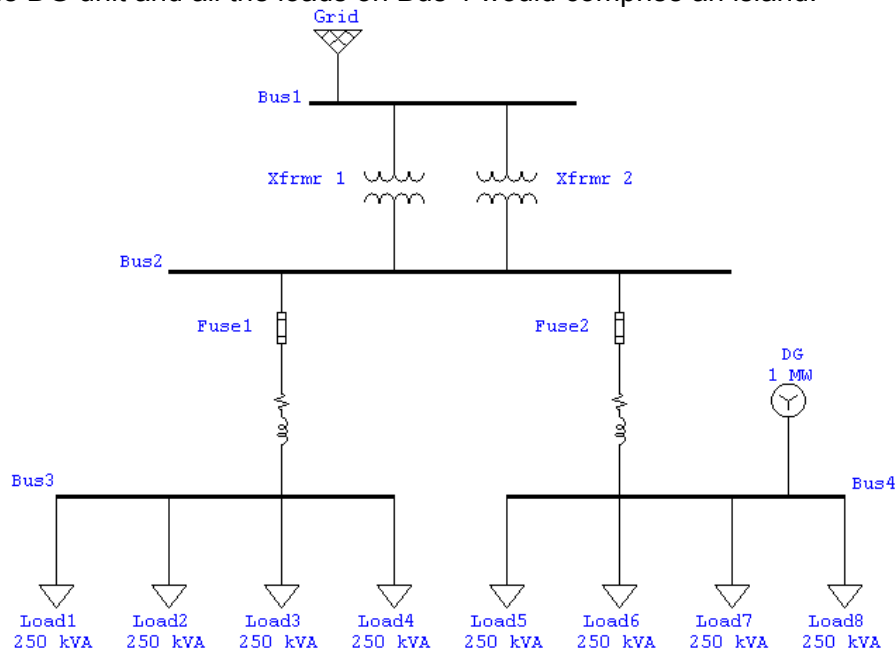 DG unit and all the loads on Bus 4 would comprise an island.
Grid
Bus1
Xfrmr 1
Xfrmr 2
Bus2
Fuse1
Fuse2
DG
1 MW
Bus3
Bus4
Load1
250 kVA
Load2
250 kVA
Load3
250 kVA
Load4
250 kVA
Load5
250 kVA
Load6
250 kVA
Load7
250 kVA
Load8
250 kVA